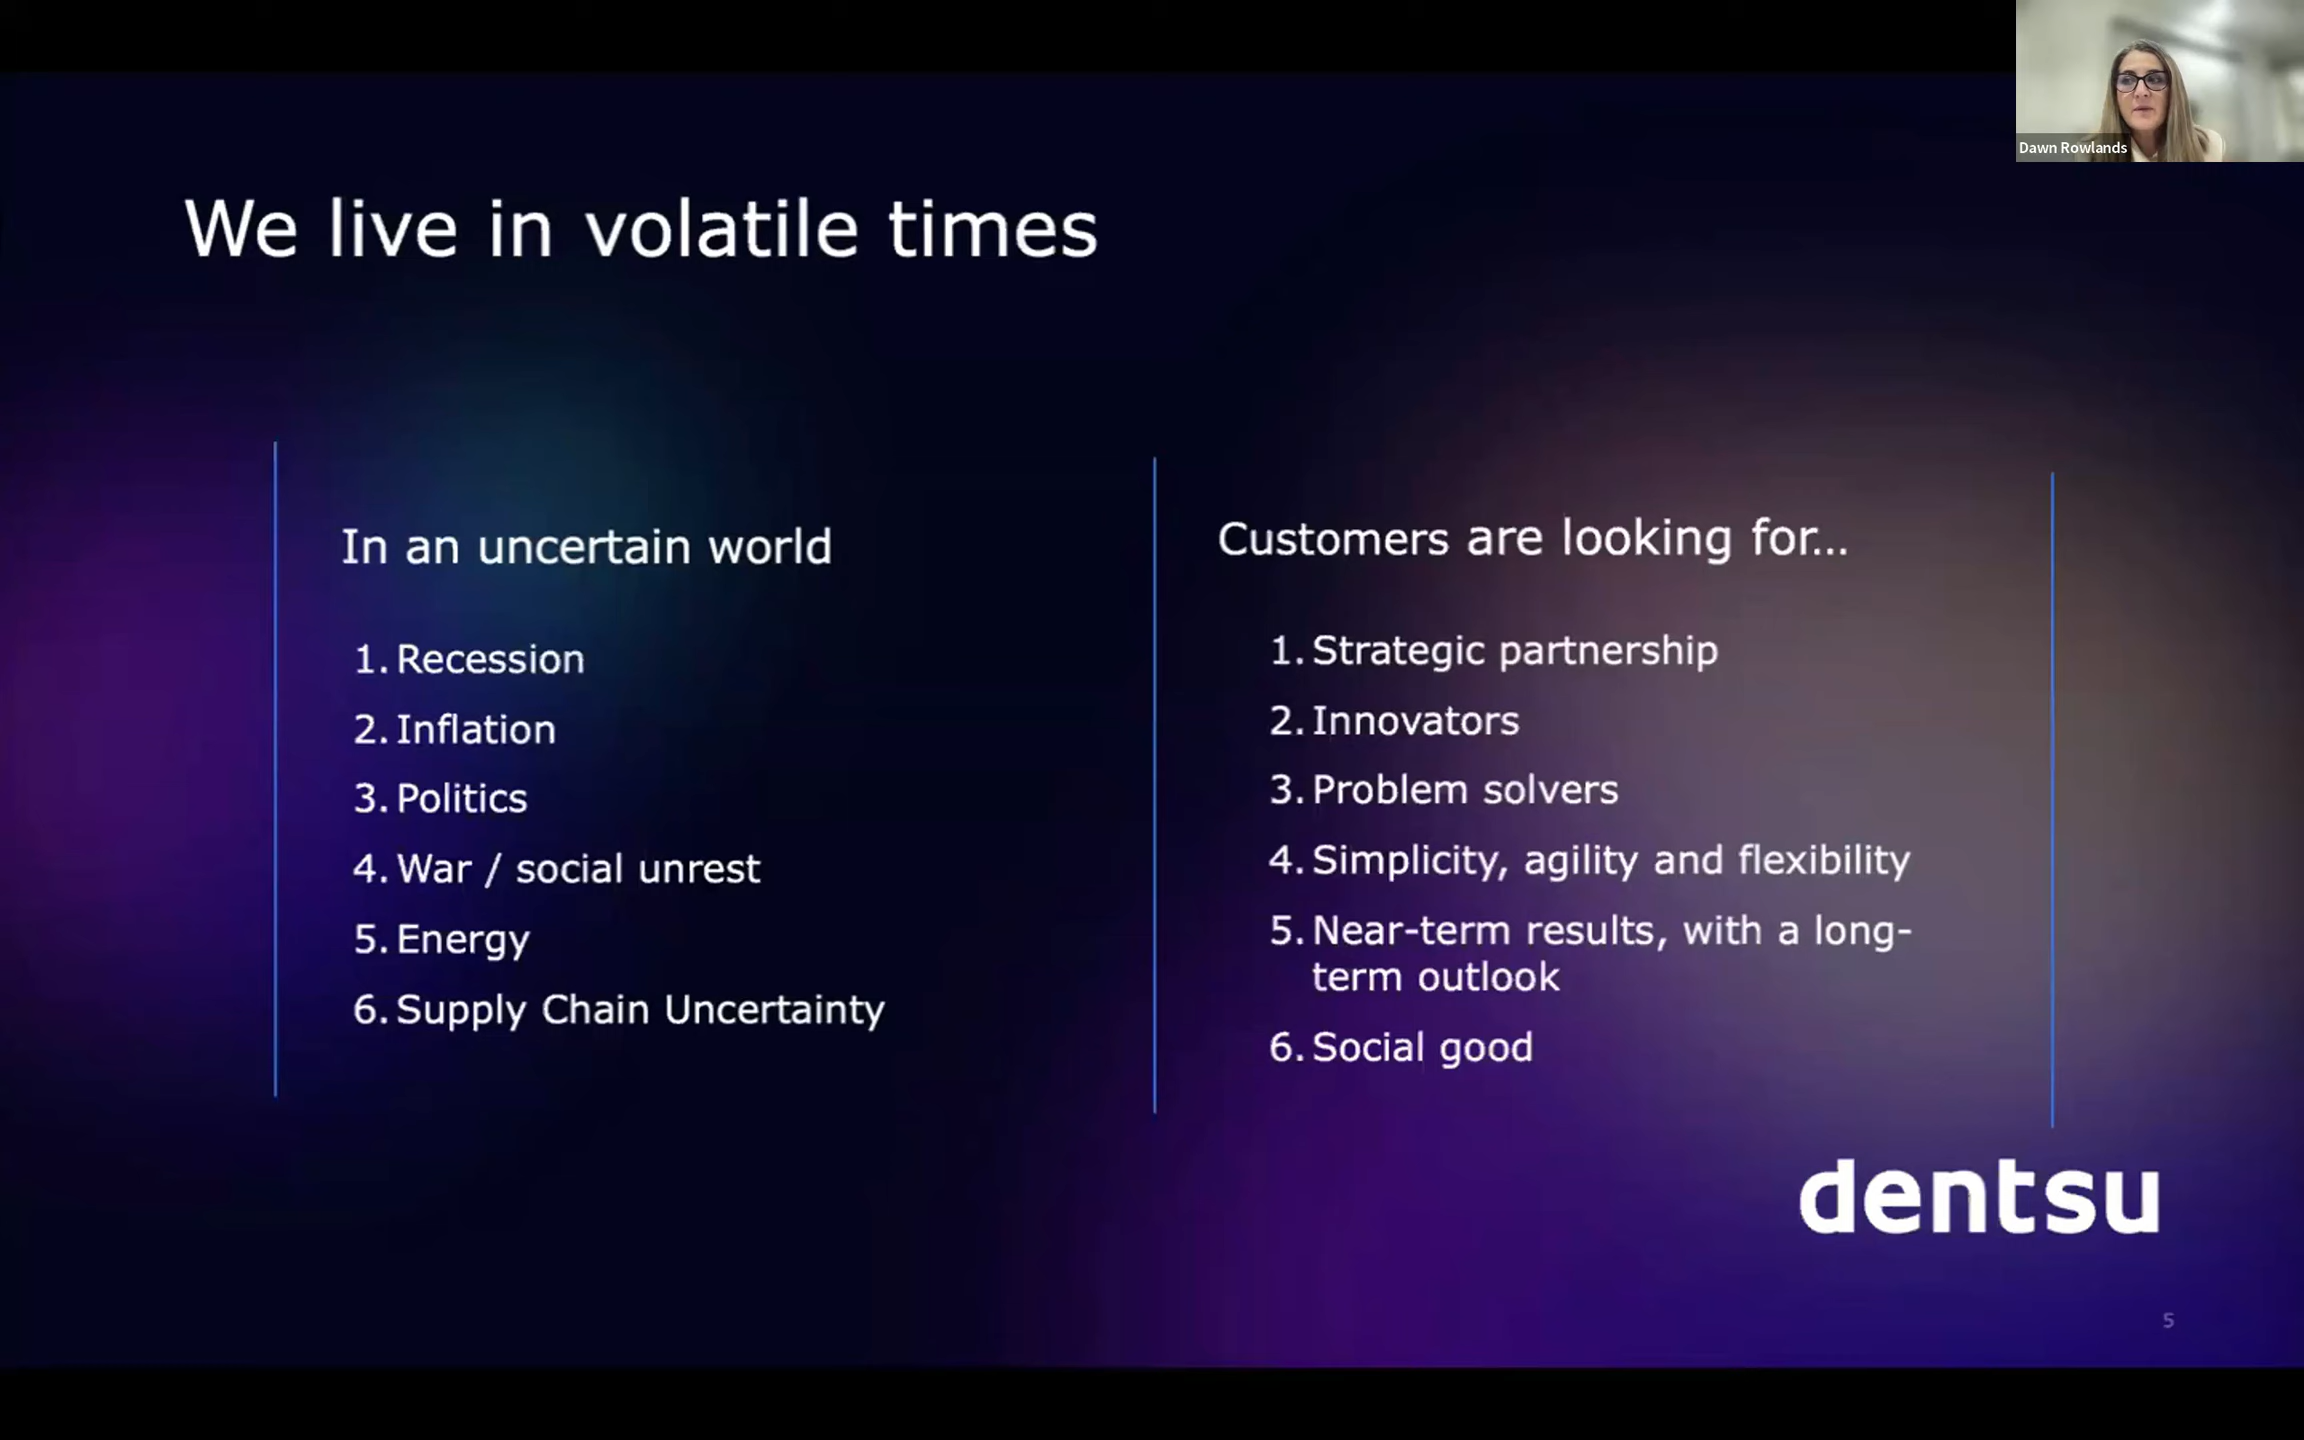 Dawn Rowlands
We live in volatile times
In an uncertain world
1. Recession
2. Inflation
3. Politics
4. War / social unrest
5. Energy
6. Supply Chain Uncertainty
Customers are looking for...
1. Strategic partnership
2. Innovators
3. Problem solvers
4. Simplicity, agility and flexibility
5. Near-term results, with a long-
term outlook
6. Social good
dentsu
5